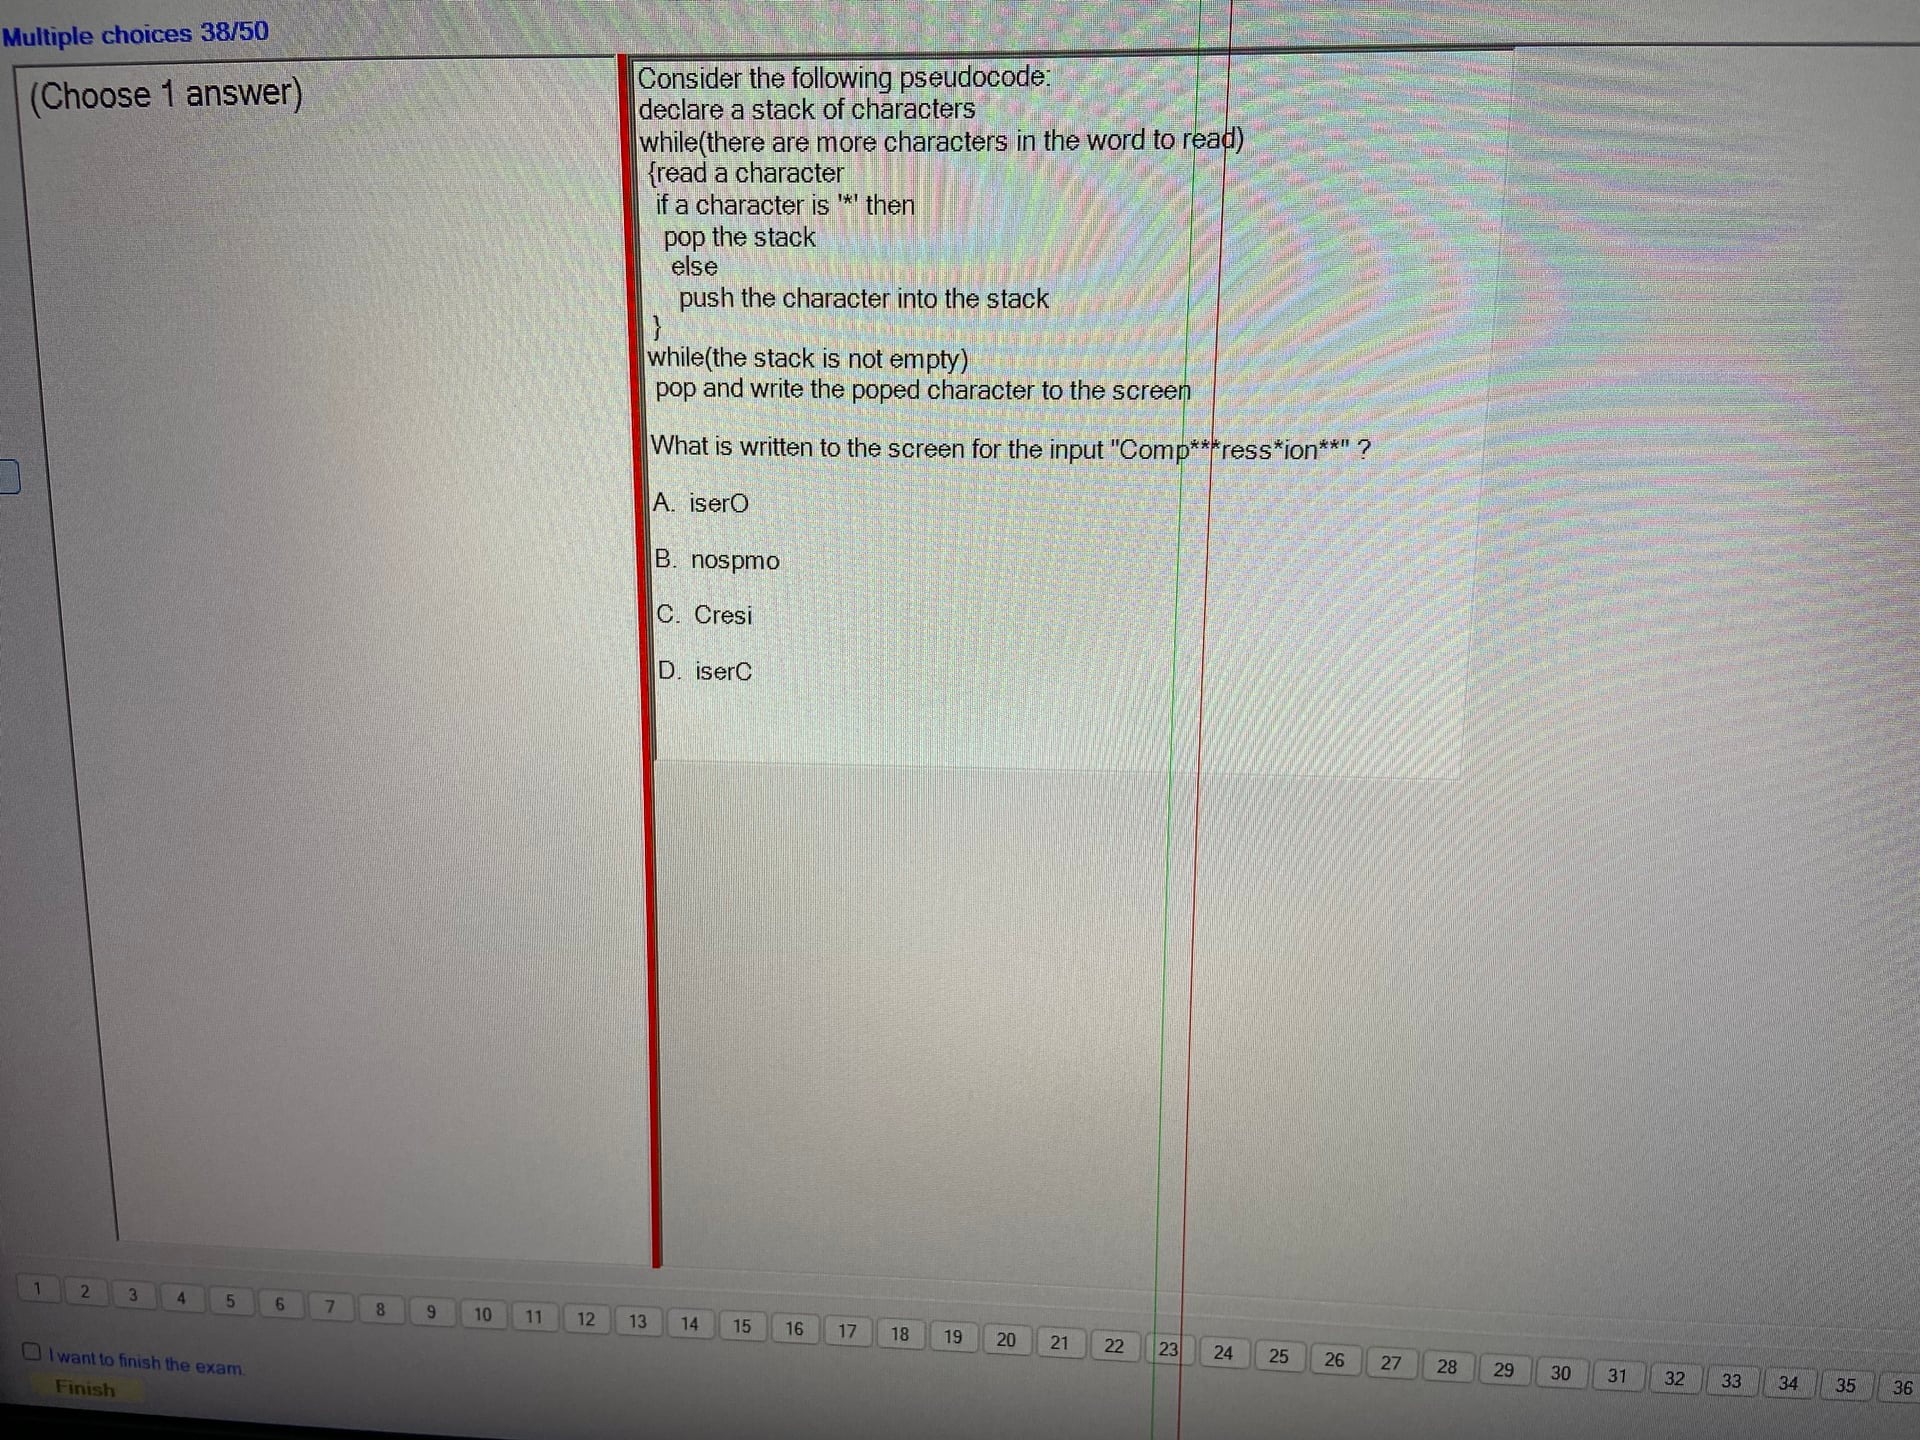 Multiple choices 38/50
(Choose 1 answer)
Consider the following pseudocode:
declare a stack of characters
while(there are more characters in the word to read)
{read a character
if a character is '*' then
pop the stack
else
push the character into the stack
}
while(the stack is not empty)
pop and write the poped character to the screen
What is written to the screen for the input "Comp***ress*ion**" ?
A. iserO
B. nospmo
C. Cresi
D. iserC
1 2 3 4 5 6 7 8 9 10 11 12 13 14 15 16 17 18 19 20 21 22 23 24 25 26 27 28 29 30 31 32 33 34 35 36
I want to finish the exam.
Finish